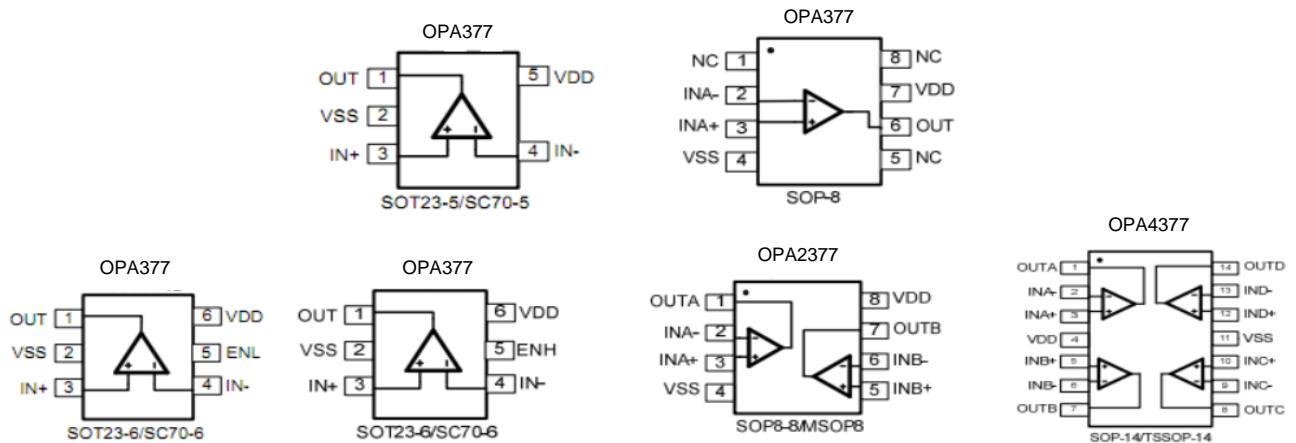 OPA377
OUT 1
5 VDD
VSS 2
IN+ 3
4 IN-
+ -
SOT23-5/SC70-5
OPA377
NC 1
8 NC
INA- 2
7 VDD
INA+ 3
6 OUT
VSS 4
5 NC
- +
SOP-8
OPA377
OUT 1
6 VDD
VSS 2
5 ENL
IN+ 3
4 IN-
+ -
SOT23-6/SC70-6
OPA377
OUT 1
6 VDD
VSS 2
5 ENH
IN+ 3
4 IN-
+ -
SOT23-6/SC70-6
OPA2377
OUTA 1
8 VDD
INA- 2
7 OUTB
INA+ 3
6 INB-
VSS 4
5 INB+
- +
- +
SOP8-8/MSOP8
OPA4377
OUTA 1
14 OUTD
INA- 2
13 IND-
INA+ 3
12 IND+
VDD 4
11 VSS
INB+ 5
10 INC+
INB- 6
9 INC-
OUTB 7
8 OUTC
SOP-14/TSSOP-14